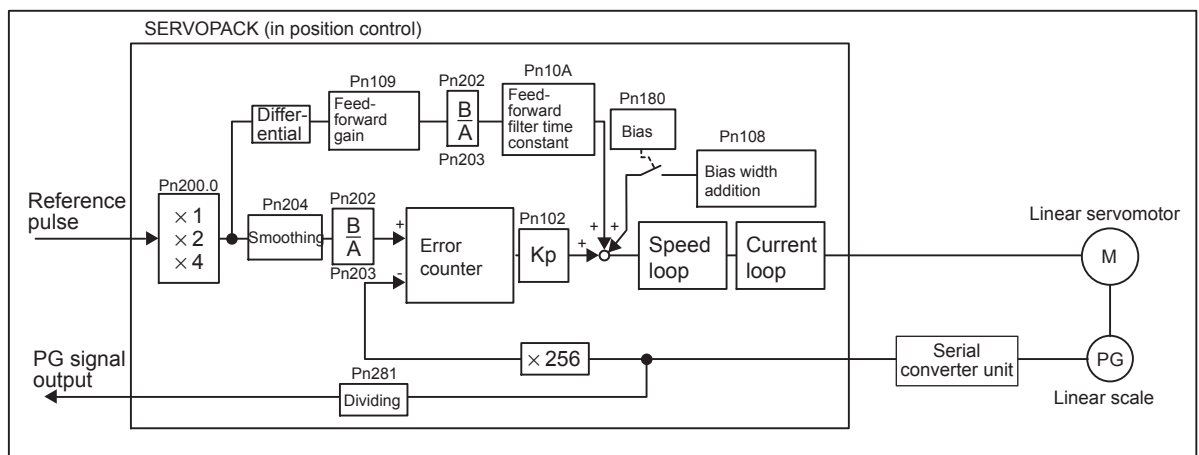 SERVOPACK (in position control)
Pn109
Pn202
Pn10A
Differ-
ential
Feed-
forward
gain
B
A
Pn203
Feed-
forward
filter time
constant
Pn180
Bias
Pn108
Bias width
addition
Reference
pulse
Pn200.0
× 1
× 2
× 4
Pn204
Smoothing
Pn202
B
A
Pn203
+
-
Error
counter
Pn102
Kp
+
+
+
Speed
loop
Current
loop
Linear servomotor
M
PG signal
output
Pn281
Dividing
× 256
Serial
converter unit
PG
Linear scale